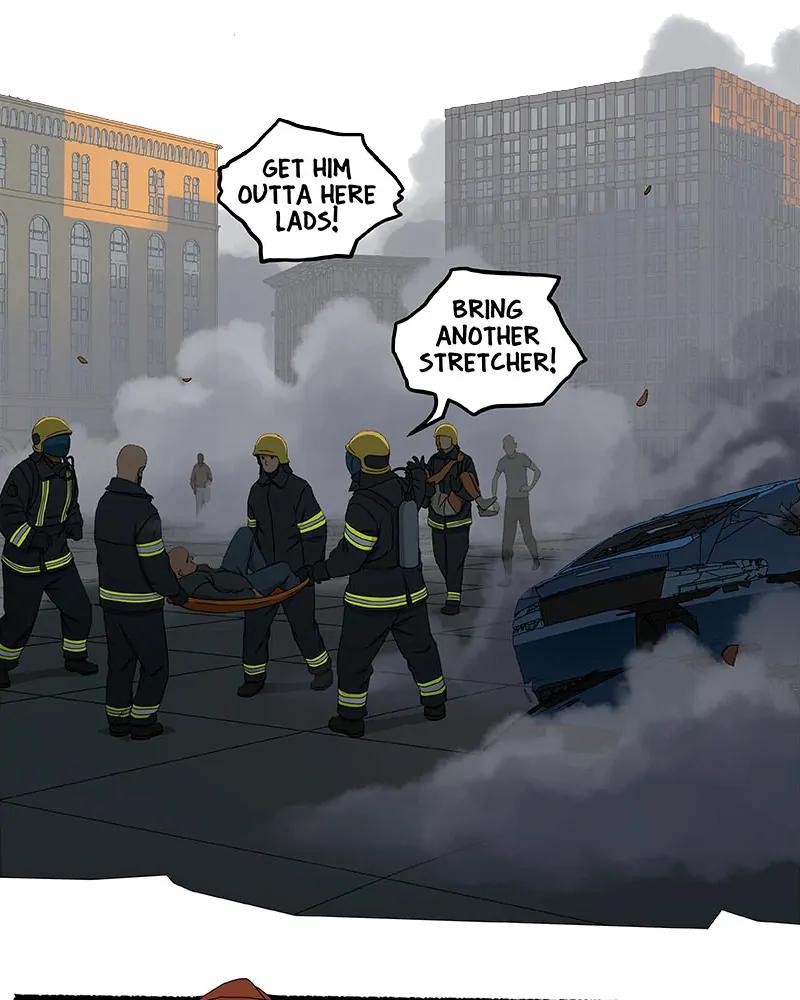 GET HIM
OUTTA HERE
LADS!
BRING
ANOTHER
STRETCHER!